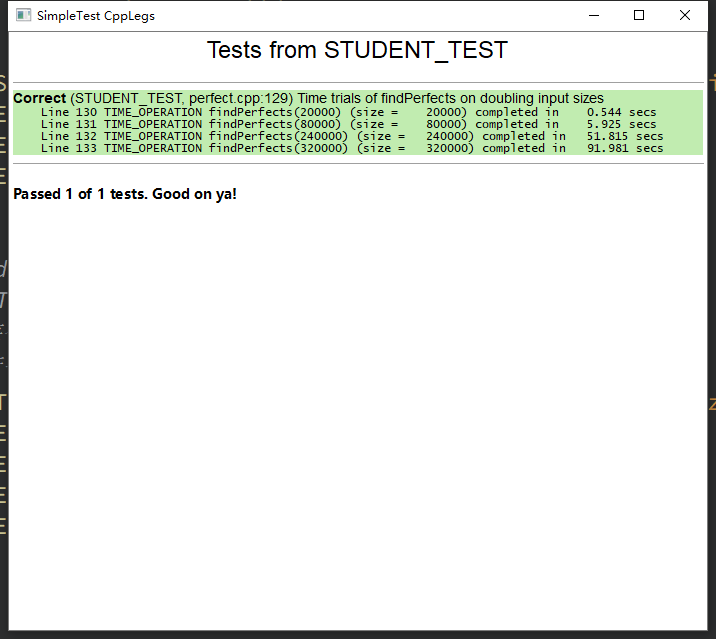 SimpleTest CppLegs
Tests from STUDENT_TEST
Correct (STUDENT_TEST, perfect.cpp:129) Time trials of findPerfects on doubling input sizes
Line 130 TIME_OPERATION findPerfects(20000) (size =    20000) completed in    0.544 secs
Line 131 TIME_OPERATION findPerfects(80000) (size =    80000) completed in    5.925 secs
Line 132 TIME_OPERATION findPerfects(240000) (size =   240000) completed in   51.815 secs
Line 133 TIME_OPERATION findPerfects(320000) (size =   320000) completed in   91.981 secs
Passed 1 of 1 tests. Good on ya!